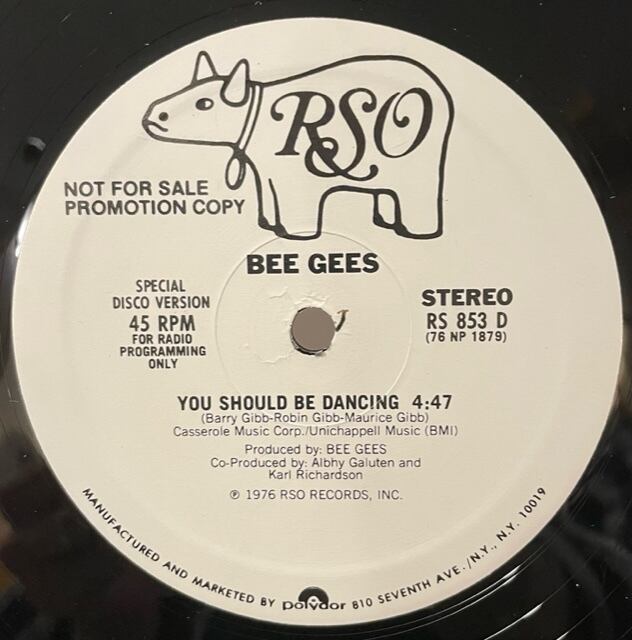 RSO
NOT FOR SALE
PROMOTION COPY
BEE GEES
SPECIAL
DISCO VERSION
45 RPM
FOR RADIO
PROGRAMMING
ONLY
STEREO
RS 853 D
(76 NP 1879)
YOU SHOULD BE DANCING 4:47
(Barry Gibb-Robin Gibb-Maurice Gibb)
Casserole Music Corp./Unichappell Music (BMI)
Produced by: BEE GEES
Co-Produced by: Albhy Galuten and
Karl Richardson
℗ 1976 RSO RECORDS, INC.
MANUFACTURED AND MARKETED BY polydor 810 SEVENTH AVE./N.Y., N.Y. 10019